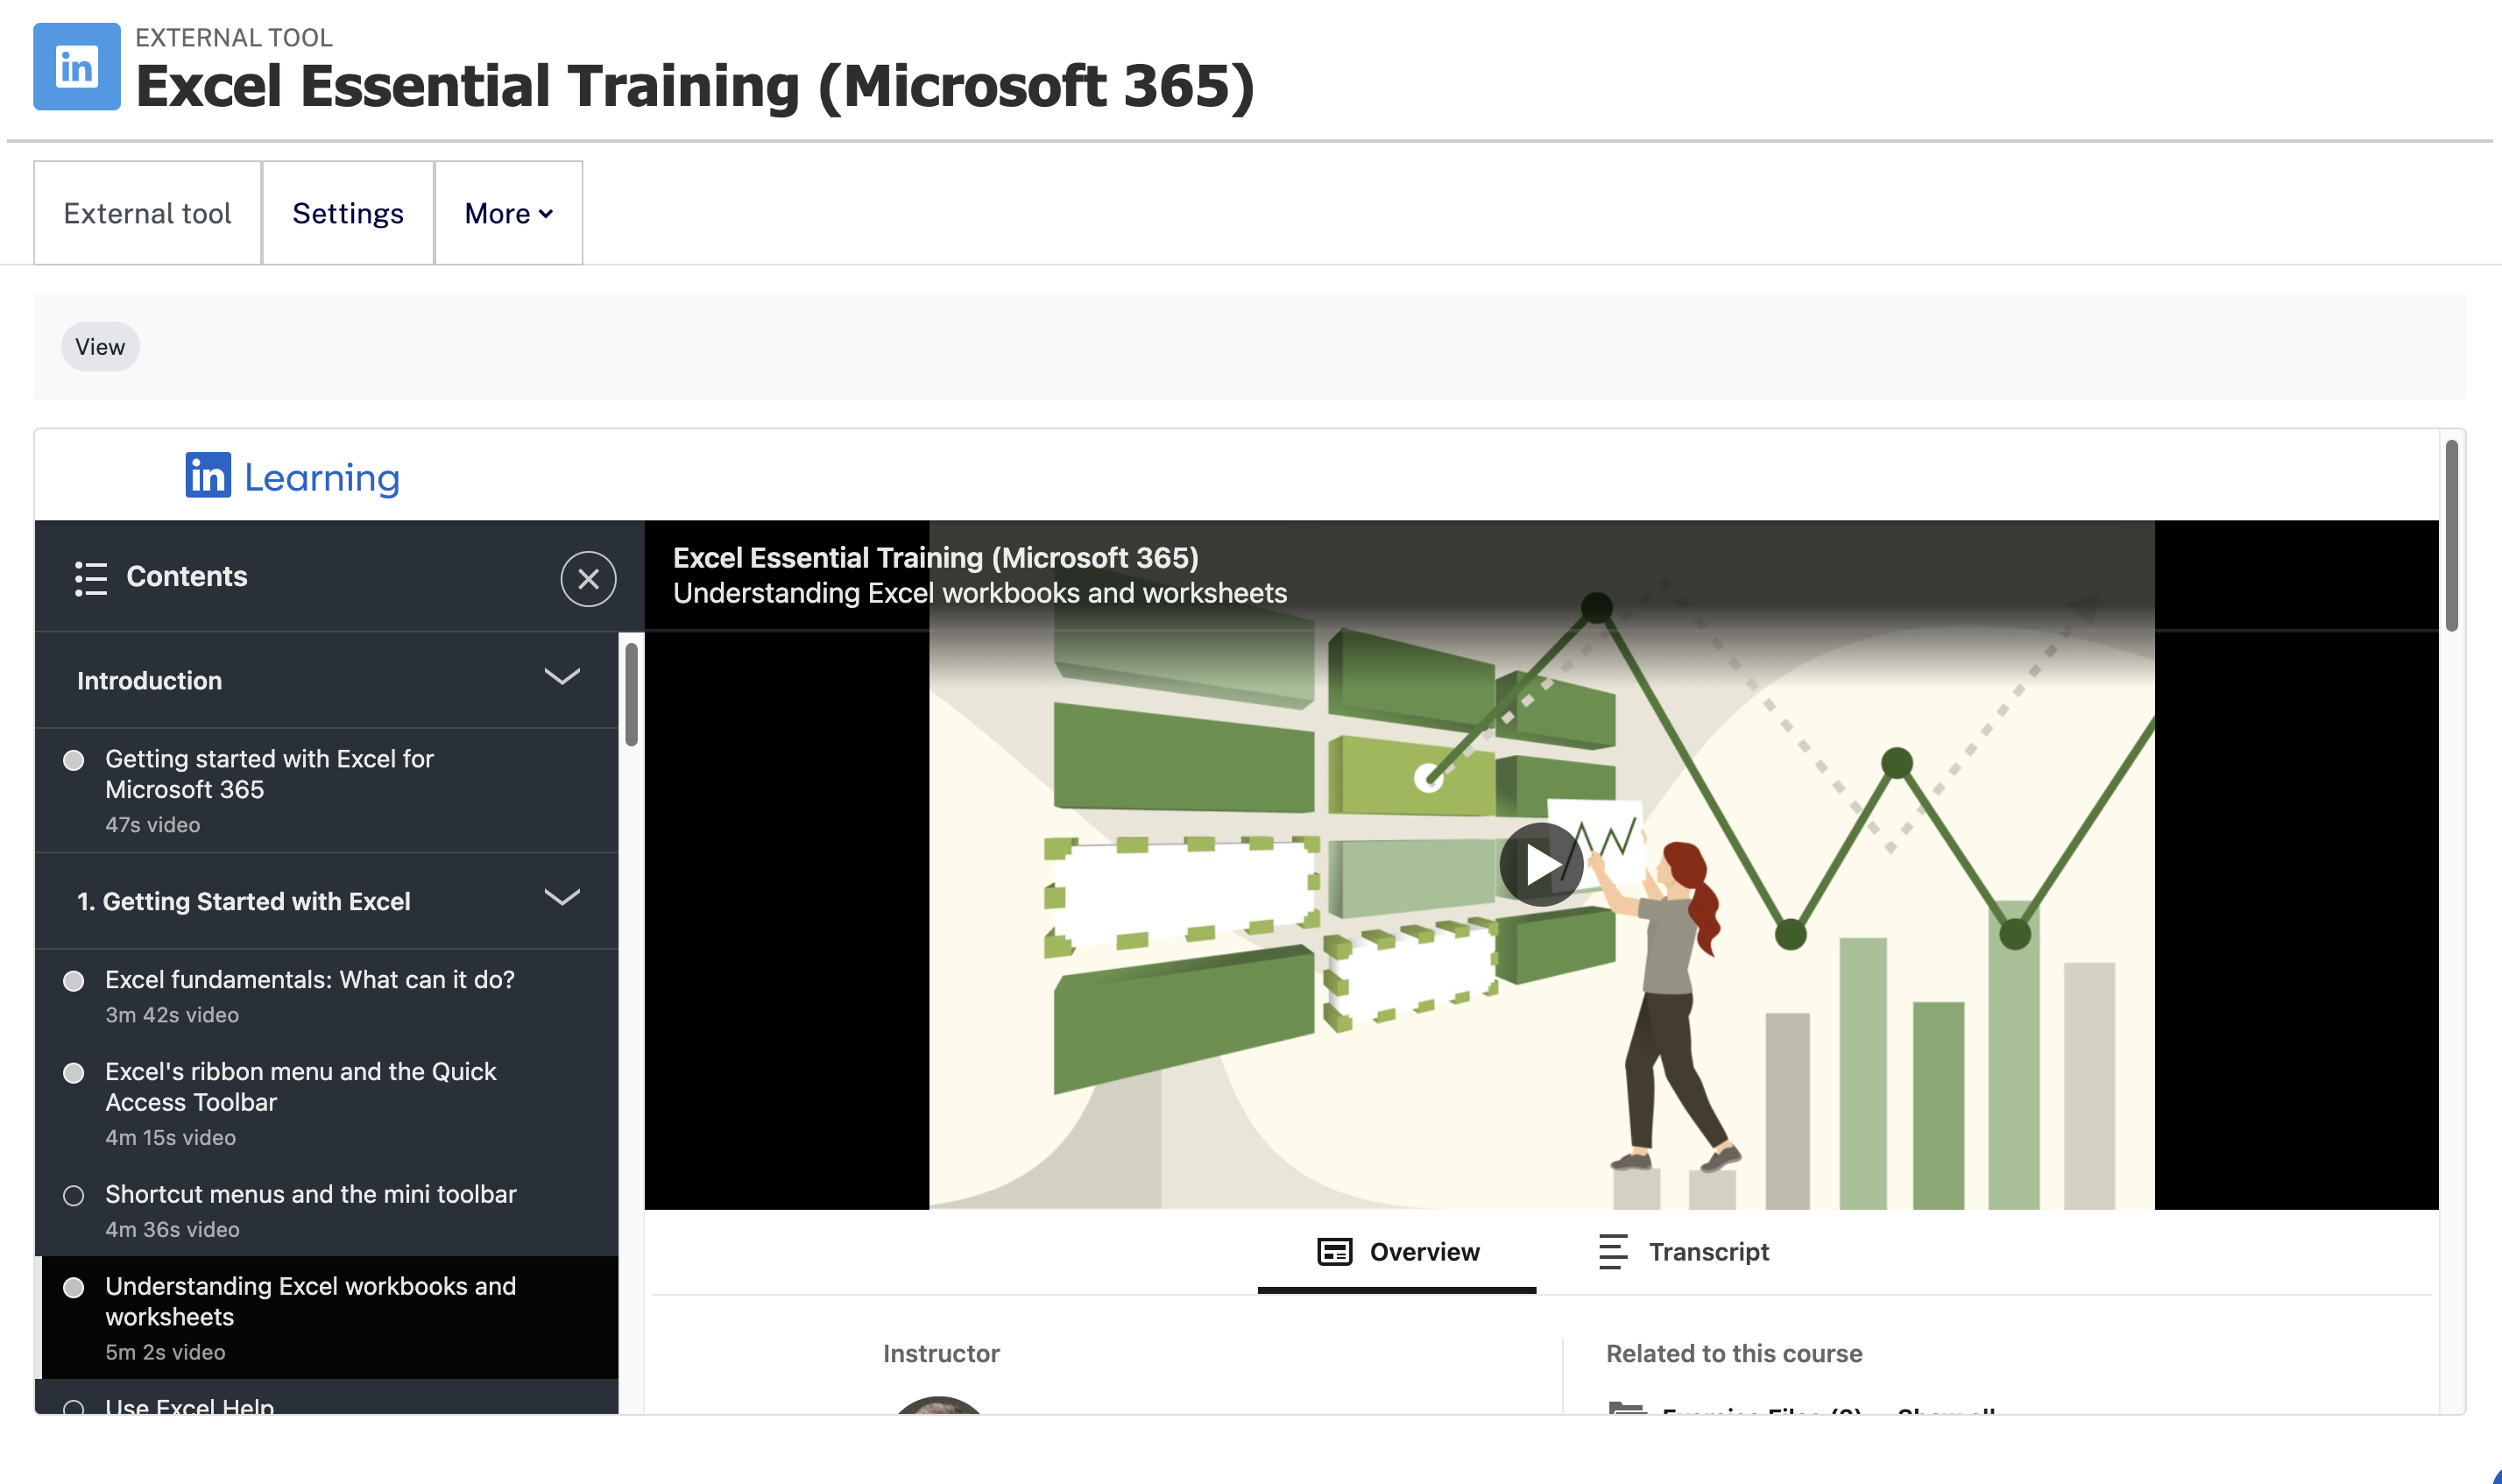 EXTERNAL TOOL
Excel Essential Training (Microsoft 365)
External tool
Settings
More
View
in Learning
Contents
Introduction
Getting started with Excel for
Microsoft 365
47s video
1. Getting Started with Excel
Excel fundamentals: What can it do?
3m 42s video
Excel's ribbon menu and the Quick
Access Toolbar
4m 15s video
Shortcut menus and the mini toolbar
4m 36s video
Understanding Excel workbooks and
worksheets
5m 2s video
Use Excel Help
Excel Essential Training (Microsoft 365)
Understanding Excel workbooks and worksheets
Overview
Transcript
Instructor
Related to this course
Show all